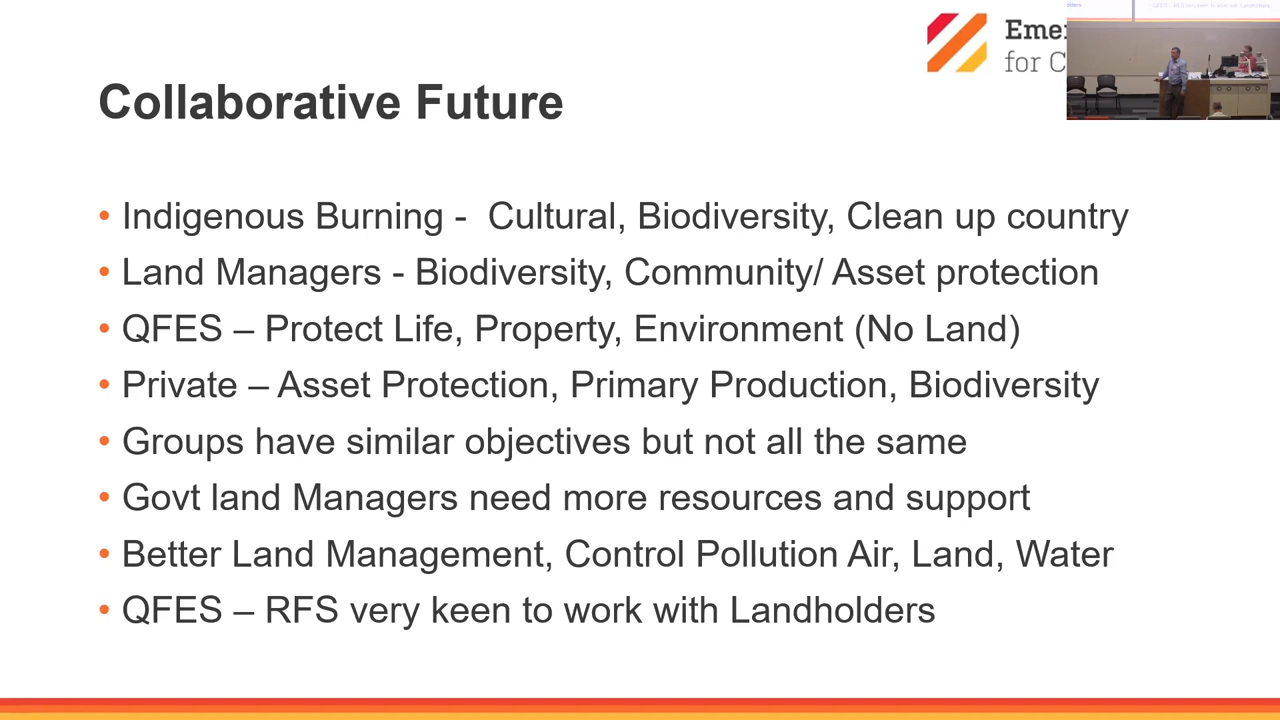 Eme
for C
Collaborative Future
• Indigenous Burning -  Cultural, Biodiversity, Clean up country
• Land Managers - Biodiversity, Community/ Asset protection
• QFES – Protect Life, Property, Environment (No Land)
• Private – Asset Protection, Primary Production, Biodiversity
• Groups have similar objectives but not all the same
• Govt land Managers need more resources and support
• Better Land Management, Control Pollution Air, Land, Water
• QFES – RFS very keen to work with Landholders